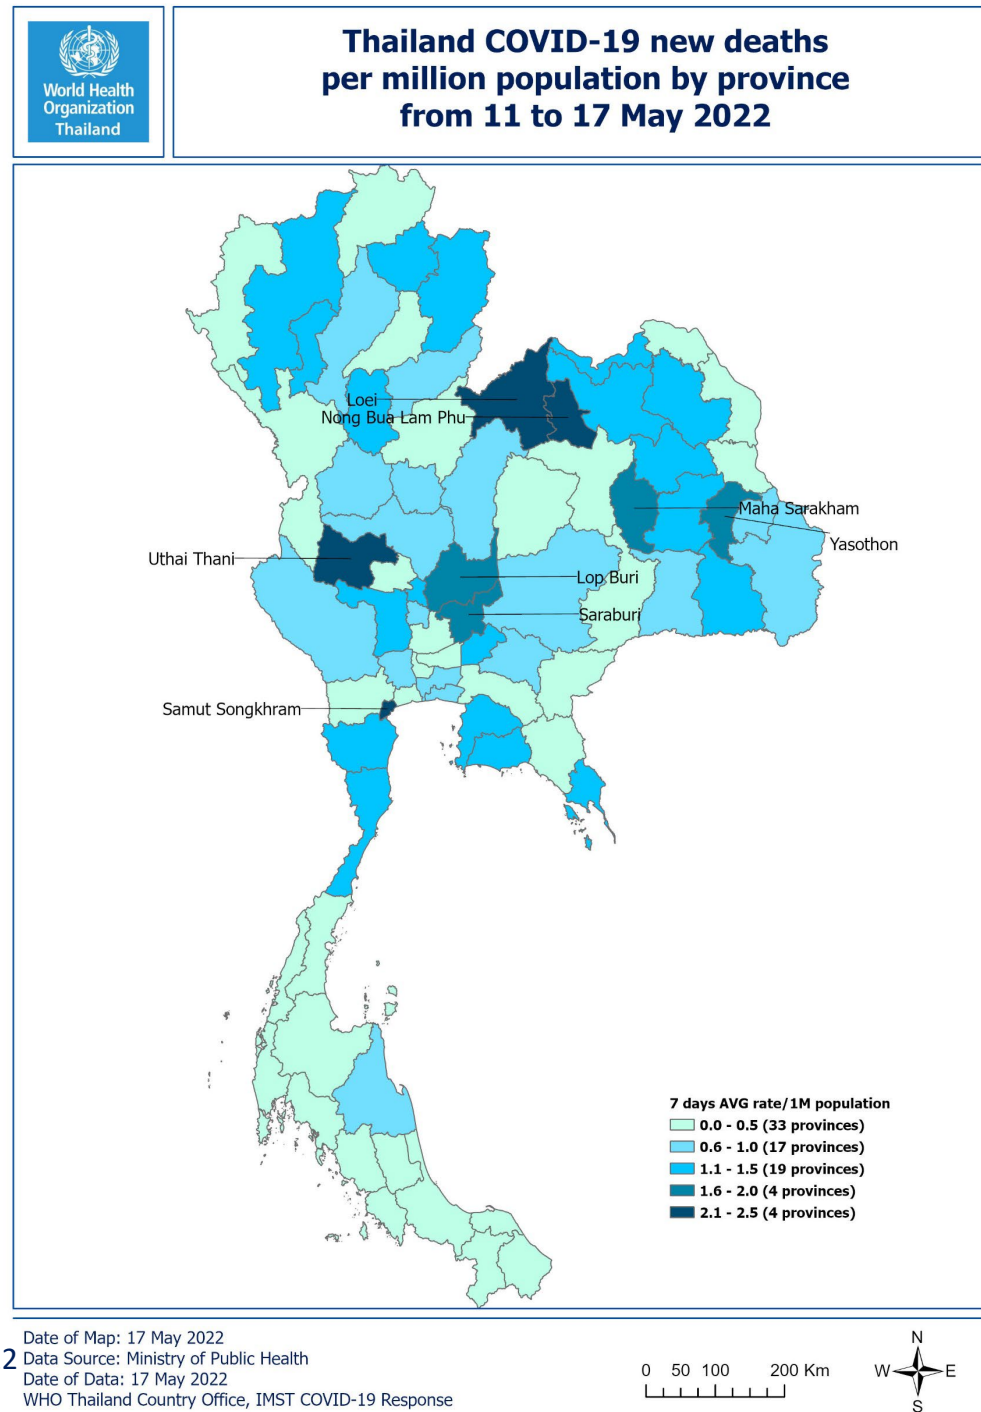 World Health
Organization
Thailand
Thailand COVID-19 new deaths
per million population by province
from 11 to 17 May 2022
Loei
Nong Bua Lam Phu
Maha Sarakham
Yasothon
Uthai Thani
Lop Buri
Saraburi
Samut Songkhram
7 days AVG rate/1M population
0.0 - 0.5 (33 provinces)
0.6 - 1.0 (17 provinces)
1.1 - 1.5 (19 provinces)
1.6 - 2.0 (4 provinces)
2.1 - 2.5 (4 provinces)
Date of Map: 17 May 2022
2 Data Source: Ministry of Public Health
Date of Data: 17 May 2022
WHO Thailand Country Office, IMST COVID-19 Response
0 50 100 200 Km
N
W E
S